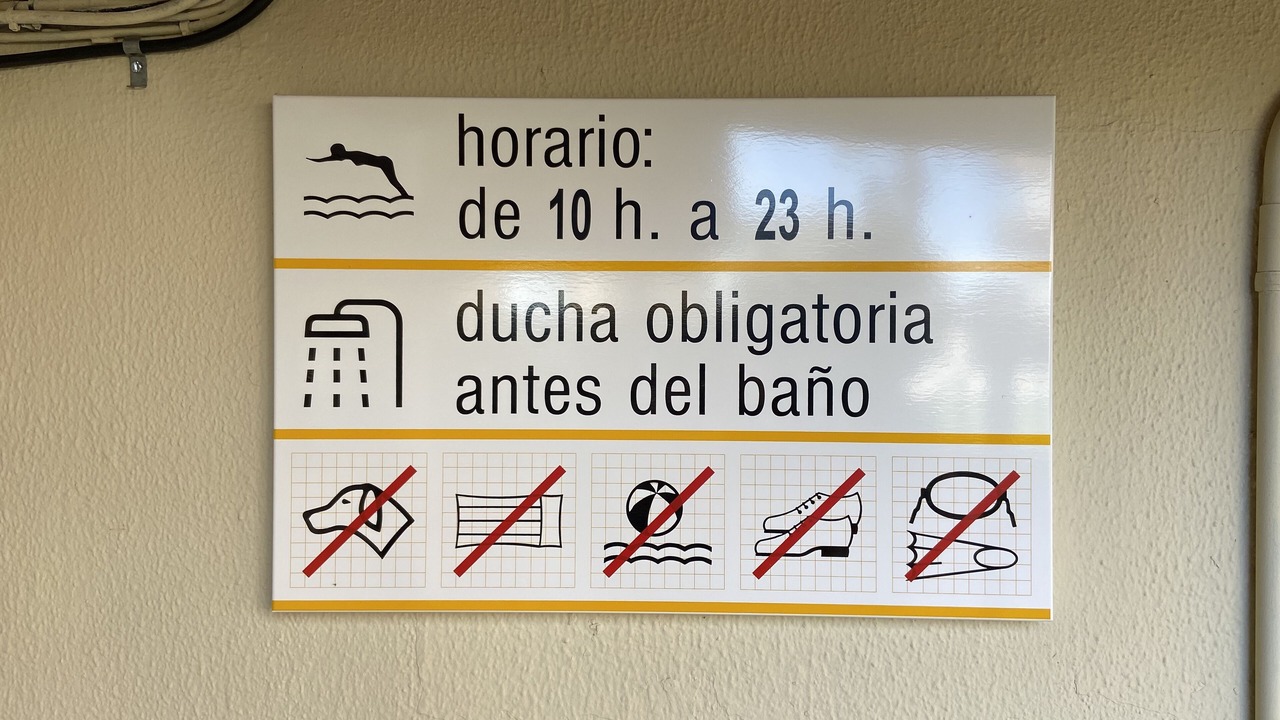 horario:
de 10 h. a 23 h.
ducha obligatoria
antes del baño